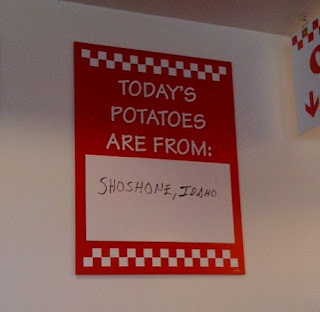 TODAY'S
POTATOES
ARE FROM:
SHOSHONE, IDAHO